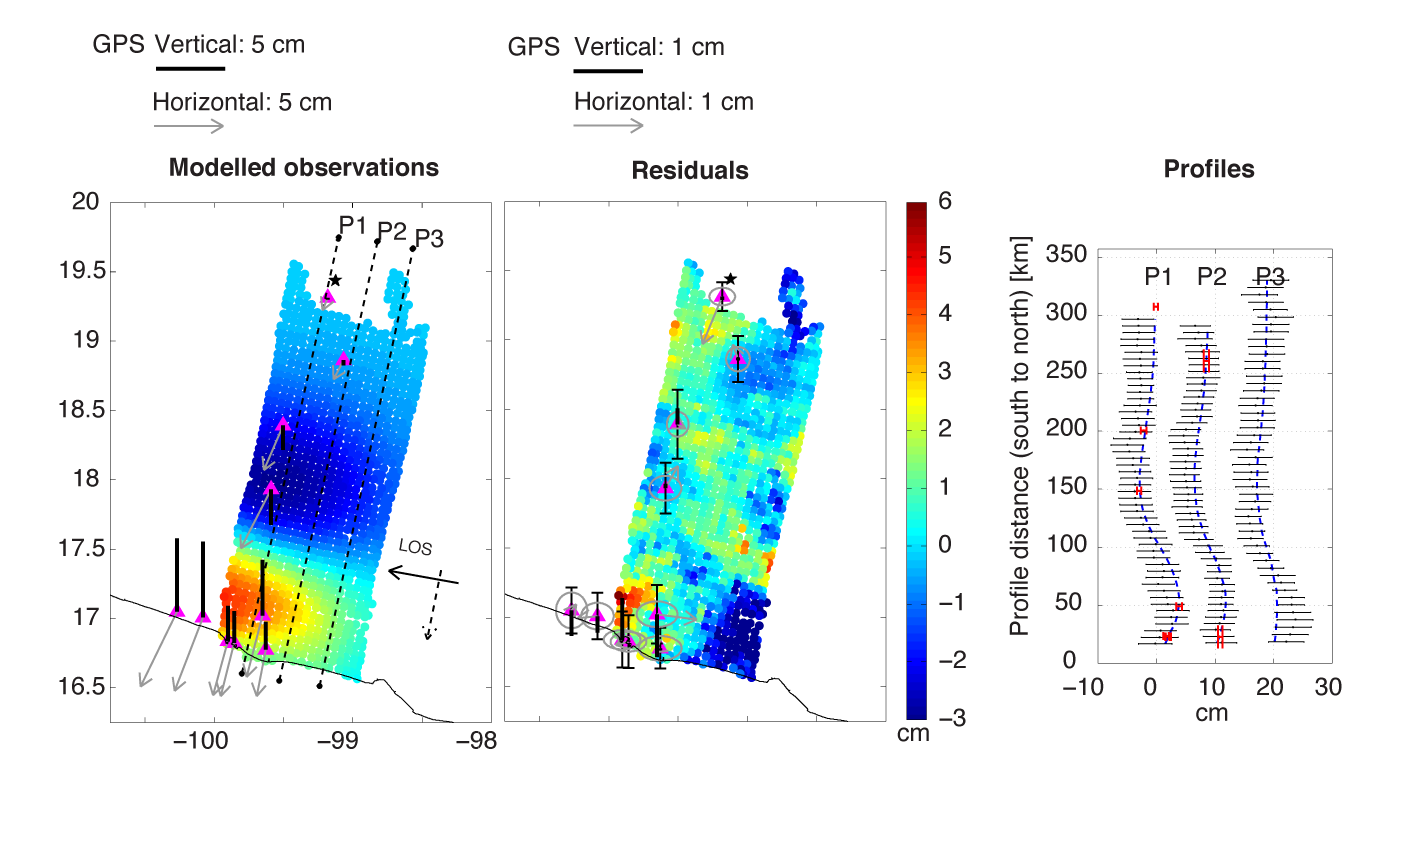 GPS Vertical: 5 cm
Horizontal: 5 cm
GPS Vertical: 1 cm
Horizontal: 1 cm
Modelled observations
Residuals
Profiles
20
19.5
19
18.5
18
17.5
17
16.5
−100
−99
−98
P1
P2
P3
LOS
6
5
4
3
2
1
0
−1
−2
−3
cm
Profile distance (south to north) [km]
350
300
250
200
150
100
50
0
P1
P2
P3
−10
0
10
20
30
cm